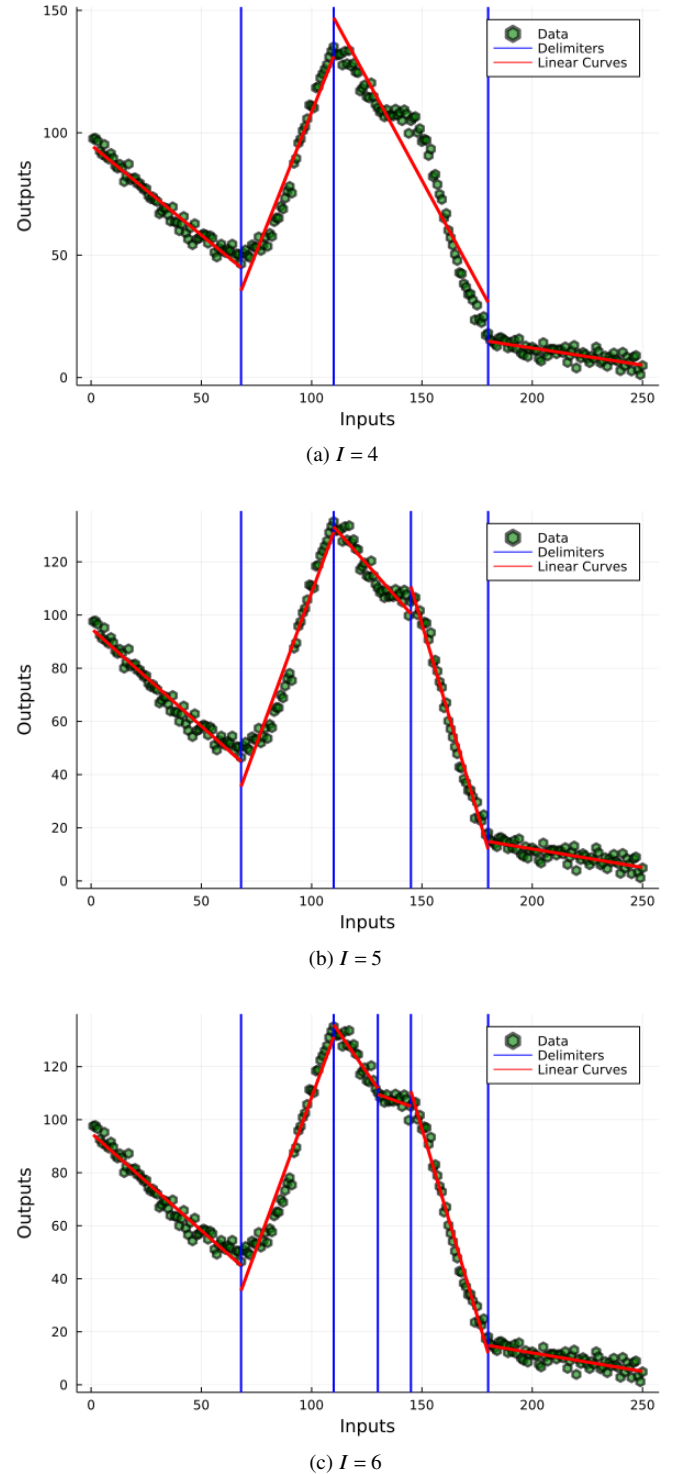 150
100
50
0
Outputs
Data
Delimiters
Linear Curves
0 50 100 150 200 250
Inputs
(a) I = 4
120
100
80
60
40
20
0
Outputs
Data
Delimiters
Linear Curves
0 50 100 150 200 250
Inputs
(b) I = 5
120
100
80
60
40
20
0
Outputs
Data
Delimiters
Linear Curves
0 50 100 150 200 250
Inputs
(c) I = 6